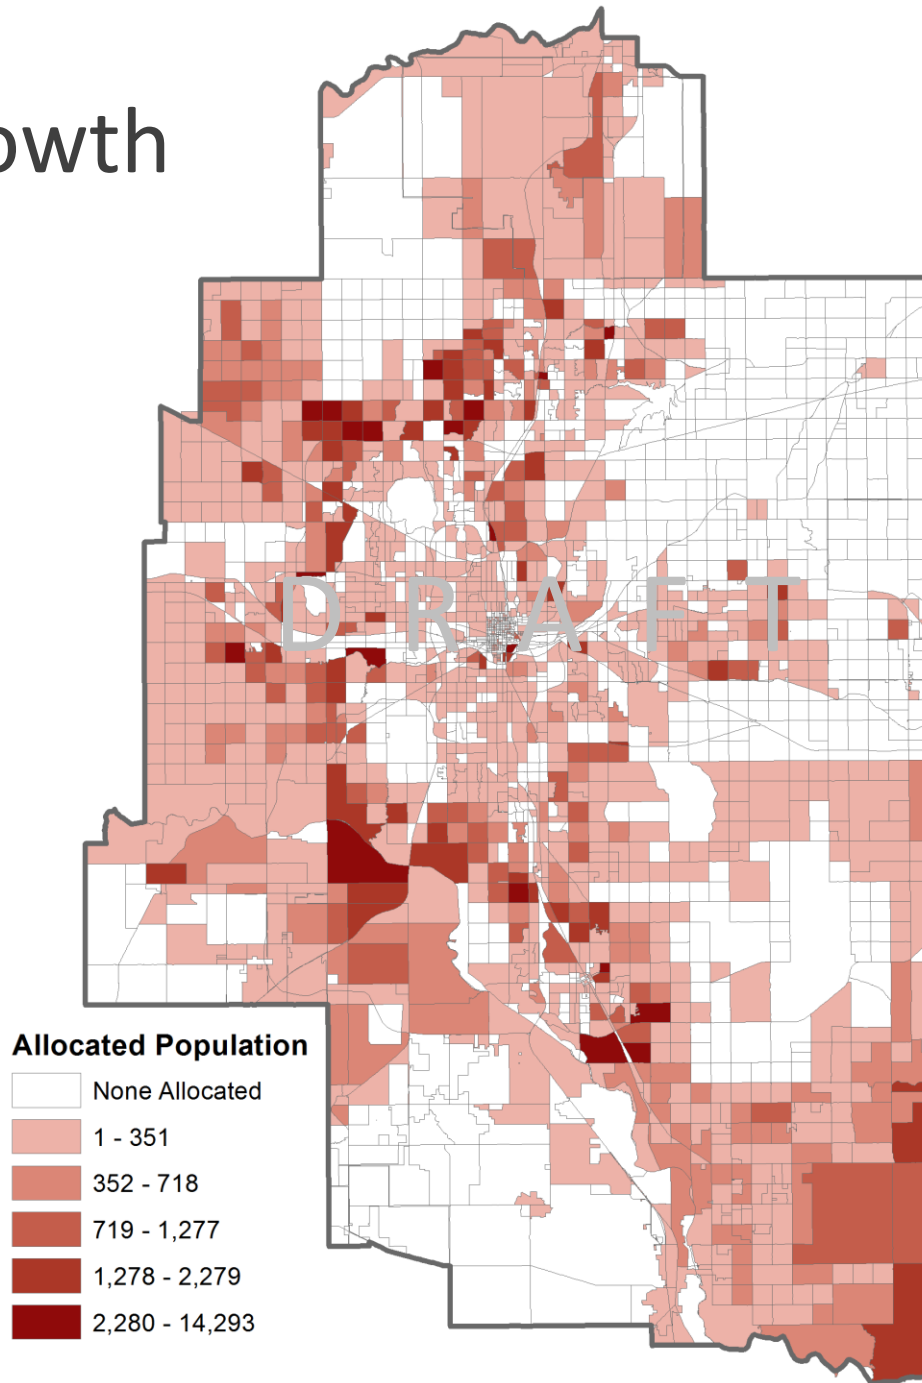 owth
D R A F T
Allocated Population
None Allocated
1 - 351
352 - 718
719 - 1,277
1,278 - 2,279
2,280 - 14,293